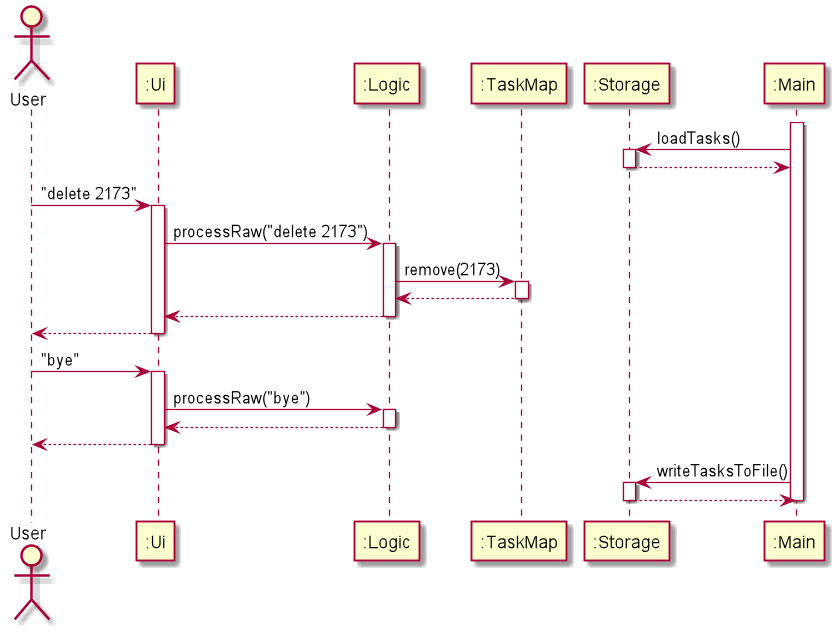 User
:Ui
:Logic
:TaskMap
:Storage
:Main
loadTasks()
"delete 2173"
processRaw("delete 2173")
remove(2173)
"bye"
processRaw("bye")
writeTasksToFile()
User
:Ui
:Logic
:TaskMap
:Storage
:Main